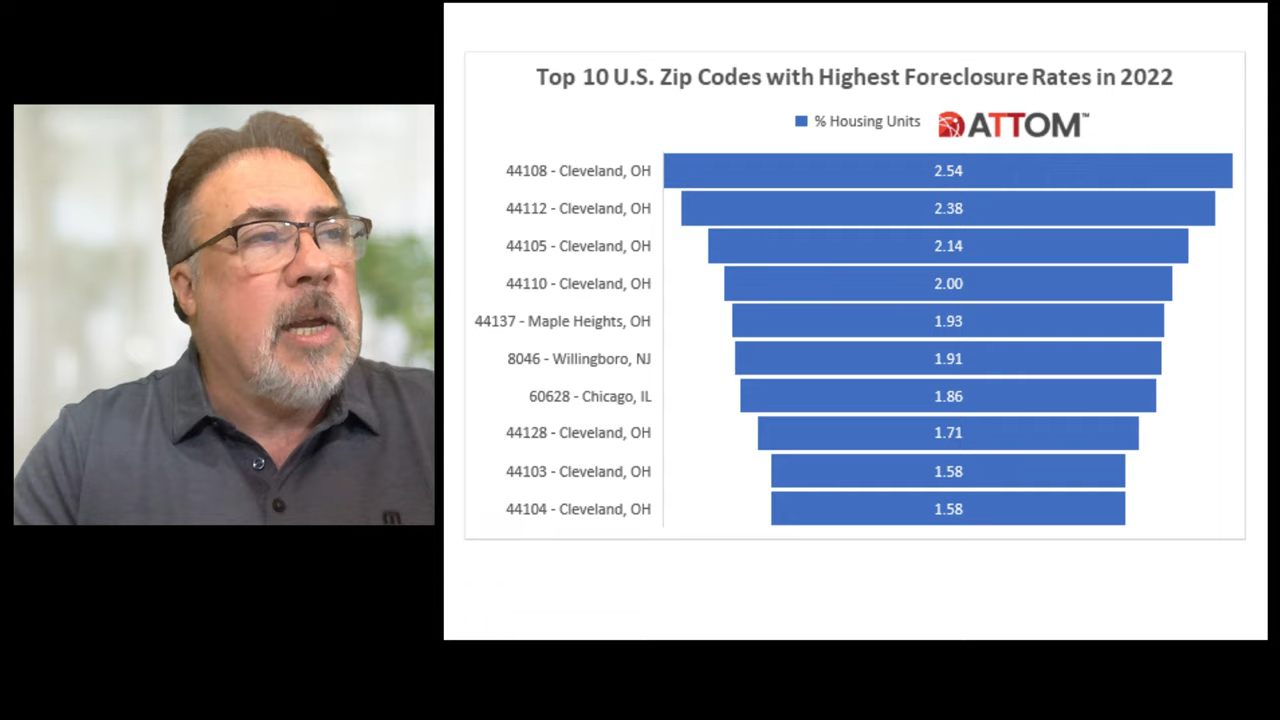 Top 10 U.S. Zip Codes with Highest Foreclosure Rates in 2022
% Housing Units ATTOM™
44108 - Cleveland, OH 2.54
44112 - Cleveland, OH 2.38
44105 - Cleveland, OH 2.14
44110 - Cleveland, OH 2.00
44137 - Maple Heights, OH 1.93
8046 - Willingboro, NJ 1.91
60628 - Chicago, IL 1.86
44128 - Cleveland, OH 1.71
44103 - Cleveland, OH 1.58
44104 - Cleveland, OH 1.58